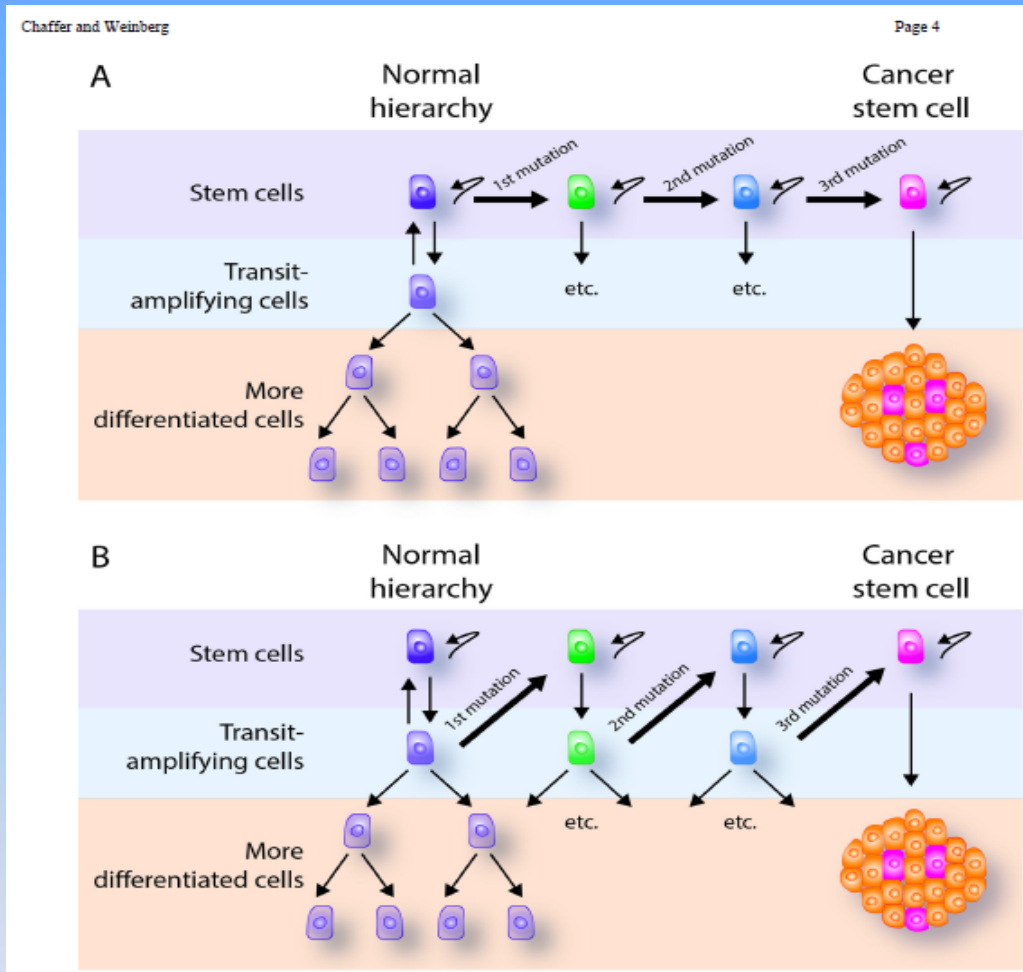 Chaffer and Weinberg
Page 4
A
Normal
hierarchy
Cancer
stem cell
Stem cells
1st mutation
2nd mutation
3rd mutation
Transit-
amplifying cells
etc.
etc.
More
differentiated cells
B
Normal
hierarchy
Cancer
stem cell
Stem cells
1st mutation
2nd mutation
3rd mutation
Transit-
amplifying cells
etc.
etc.
More
differentiated cells